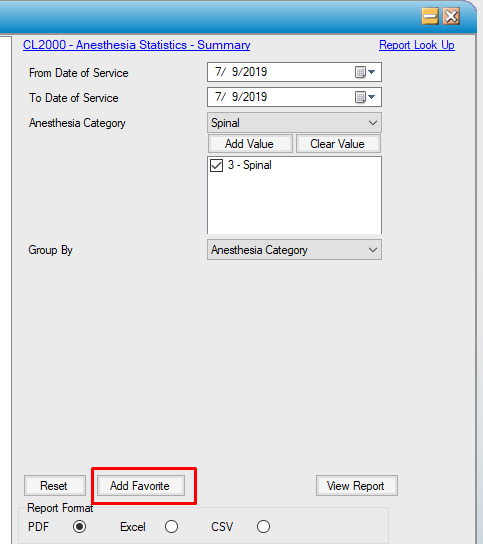 CL2000 - Anesthesia Statistics - Summary Report Look Up
From Date of Service 7/ 9/2019
To Date of Service 7/ 9/2019
Anesthesia Category Spinal
Add Value Clear Value
3 - Spinal
Group By Anesthesia Category
Reset Add Favorite View Report
Report Format
PDF Excel CSV